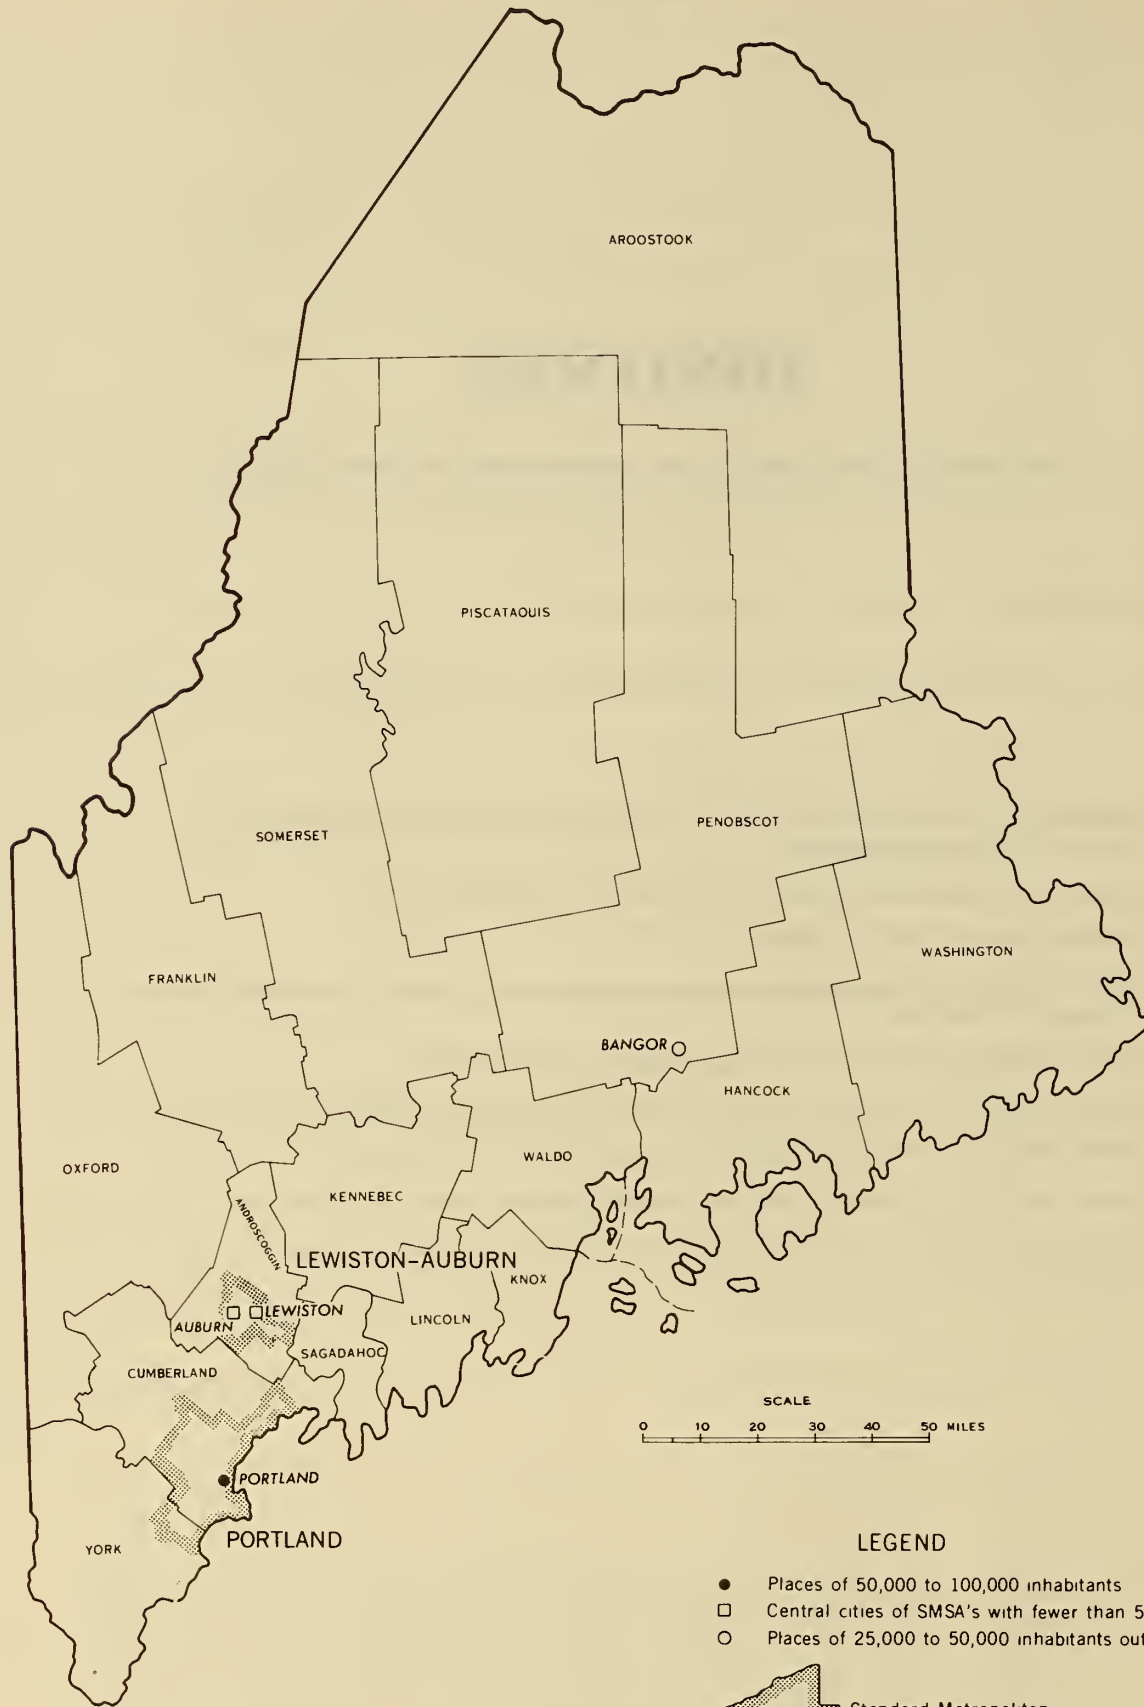 AROOSTOOK
PISCATAQUIS
SOMERSET
PENOBSCOT
FRANKLIN
WASHINGTON
BANGOR
HANCOCK
OXFORD
WALDO
KENNEBEC
ANDROSCOGGIN
LEWISTON-AUBURN
KNOX
LEWISTON
AUBURN
LINCOLN
SAGADAHOC
CUMBERLAND
SCALE
0 10 20 30 40 50 MILES
PORTLAND
PORTLAND
YORK
LEGEND
Places of 50,000 to 100,000 inhabitants
Central cities of SMSA's with fewer than 5
Places of 25,000 to 50,000 inhabitants out
Standard Metropolitan